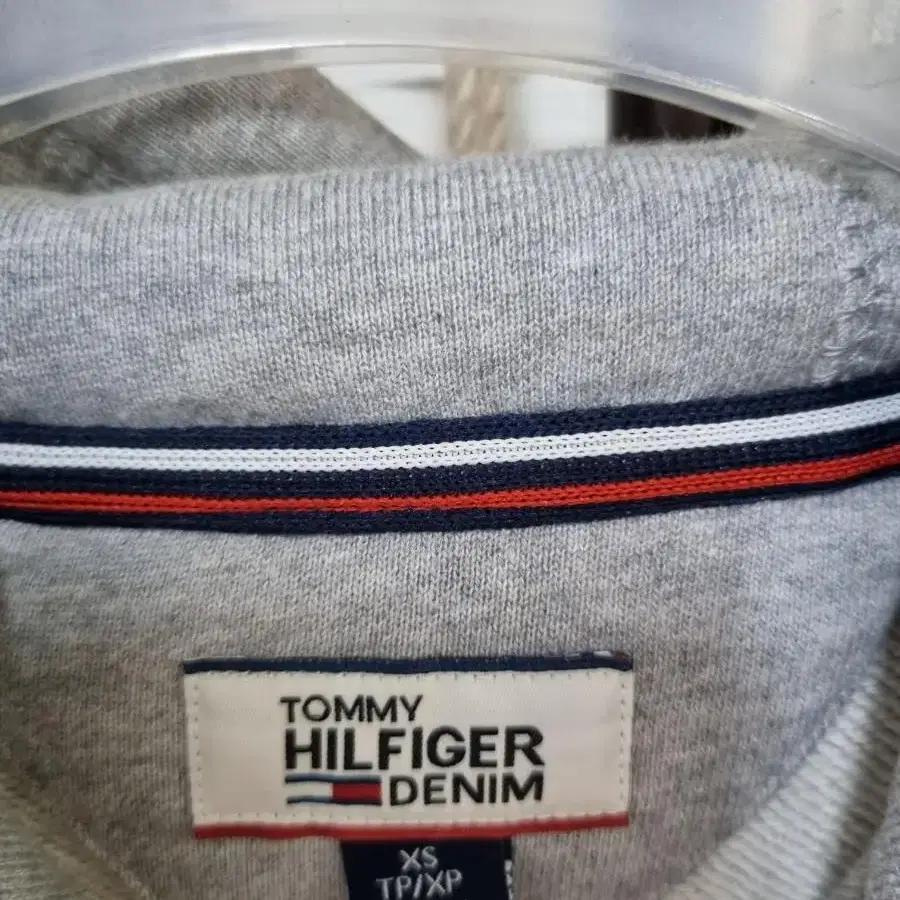 TOMMY
HILFIGER
DENIM
XS
TP/XP